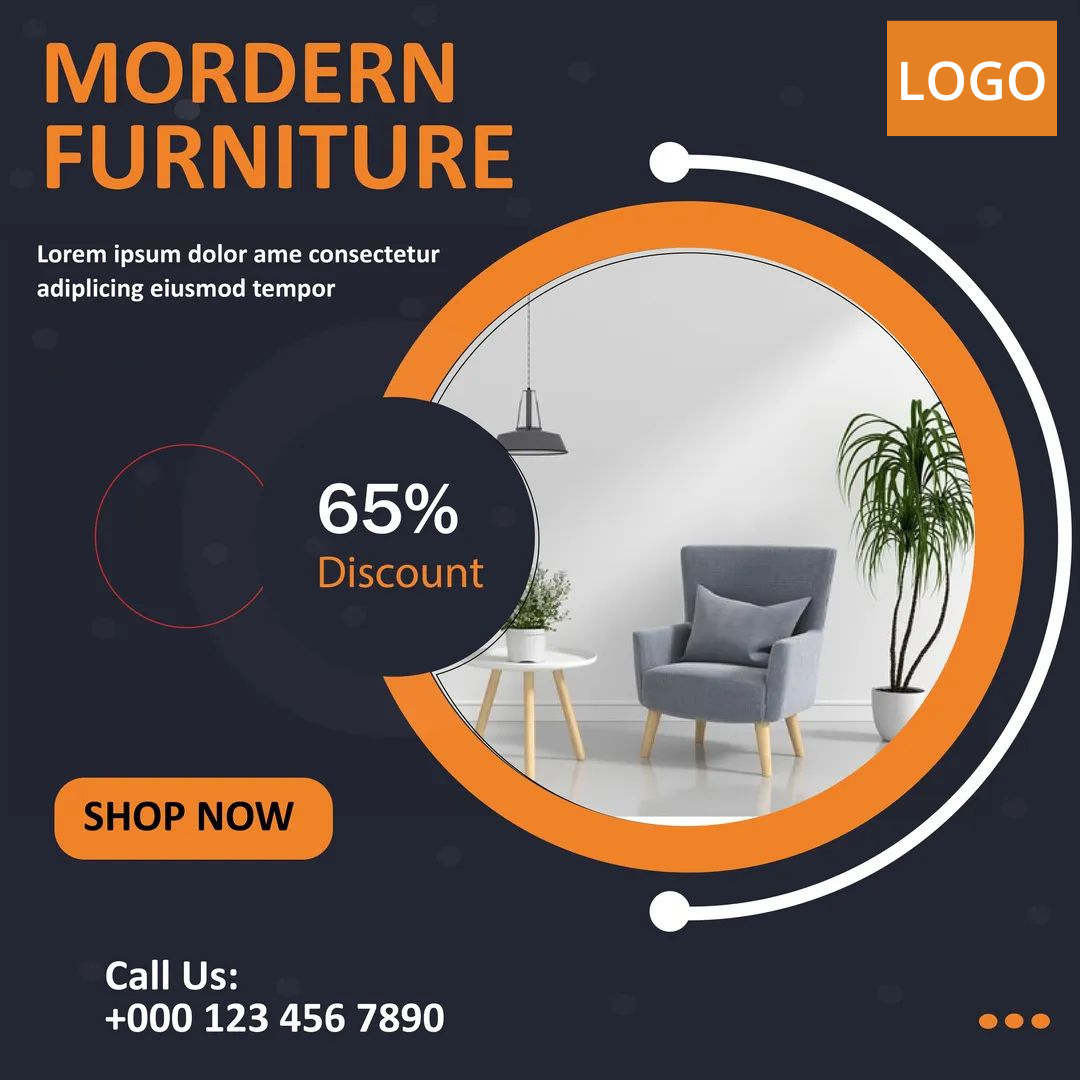 MORDERN
FURNITURE
LOGO
Lorem ipsum dolor ame consectetur
adiplicing eiusmod tempor
65%
Discount
SHOP NOW
Call Us:
+000 123 456 7890